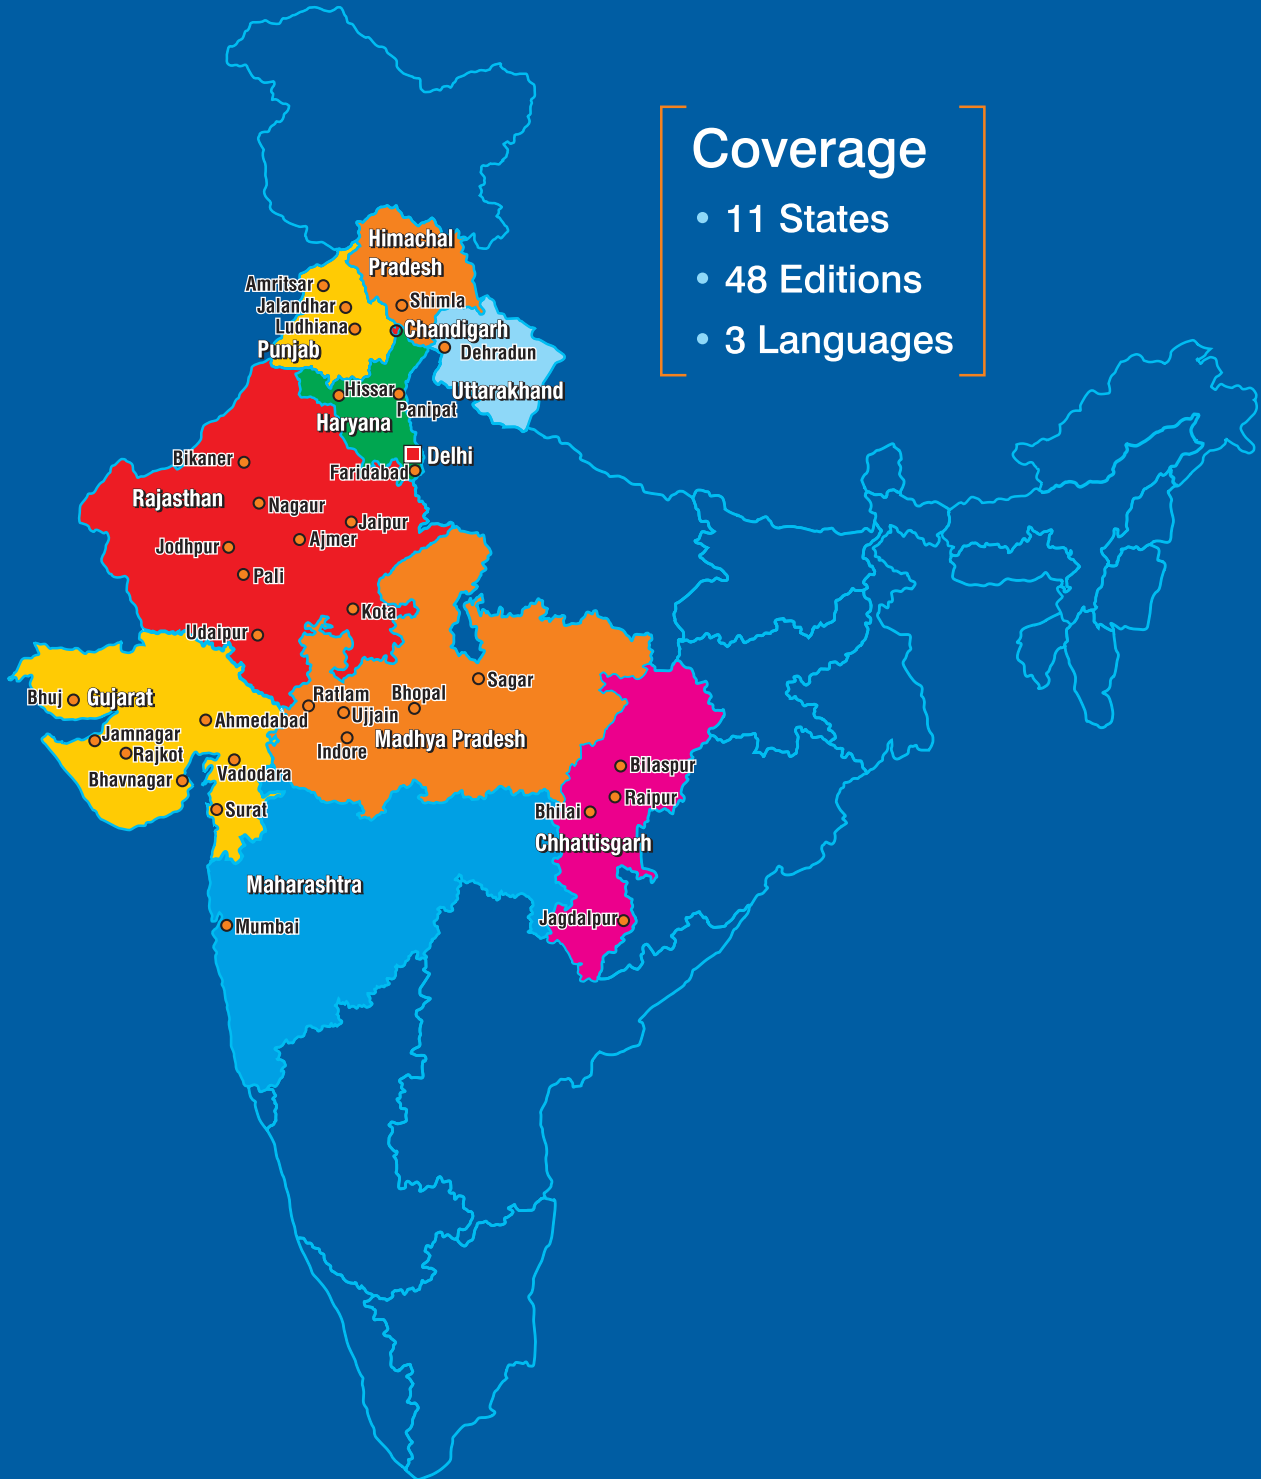 Coverage
• 11 States
• 48 Editions
• 3 Languages
Himachal
Pradesh
Amritsar
Jalandhar
Shimla
Ludhiana
Chandigarh
Punjab
Dehradun
Hissar
Uttarakhand
Panipat
Haryana
Delhi
Bikaner
Faridabad
Rajasthan
Nagaur
Jaipur
Ajmer
Jodhpur
Pali
Kota
Udaipur
Sagar
Bhuj
Gujarat
Ratlam
Bhopal
Ujjain
Ahmedabad
Jamnagar
Madhya Pradesh
Indore
Rajkot
Bilaspur
Vadodara
Bhavnagar
Raipur
Surat
Bhilai
Chhattisgarh
Maharashtra
Jagdalpur
Mumbai